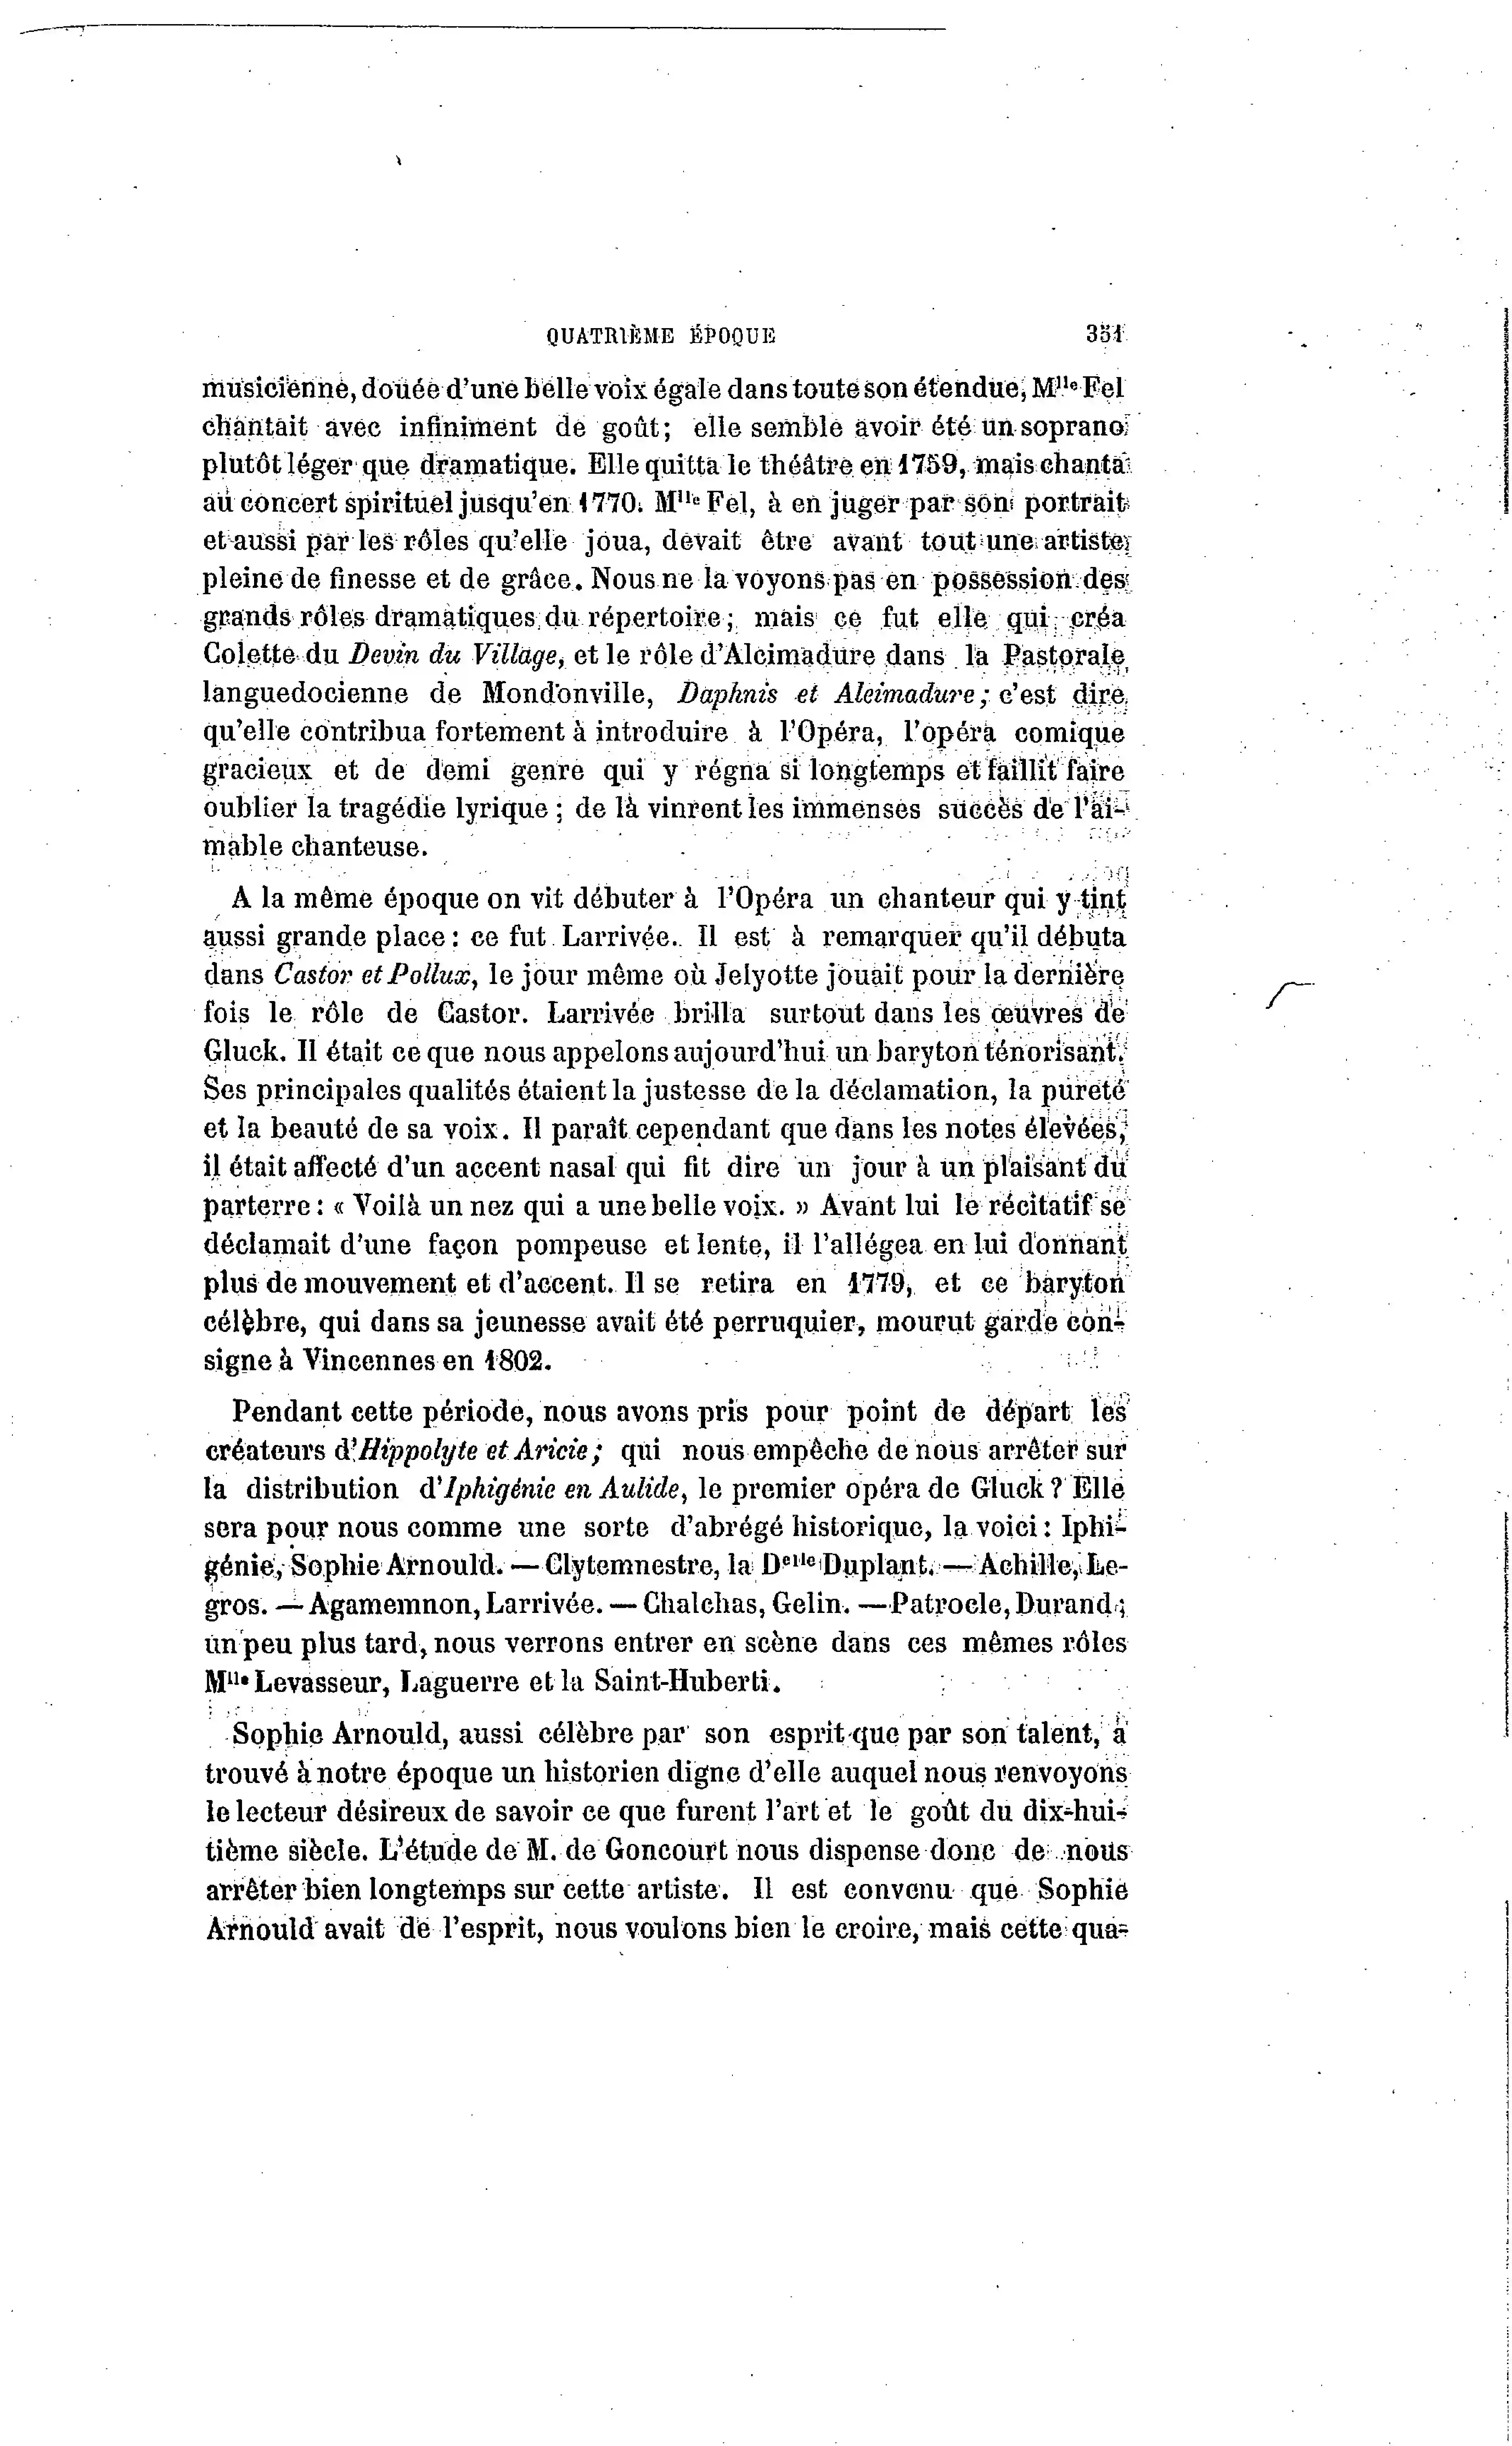 QUATRIÈME ÉPOQUE 351
musicienne, douée d'une belle voix égale dans toute son étendue, Mlle Fel
chantait avec infiniment de goût; elle semble avoir été un soprano
plutôt léger que dramatique. Elle quitta le théâtre en 1759, mais chanta
au concert spirituel jusqu'en 1770. Mlle Fel, à en juger par son portrait
et aussi par les rôles qu'elle joua, devait être avant tout une artiste
pleine de finesse et de grâce. Nous ne la voyons pas en possession des
grands rôles dramatiques du répertoire; mais ce fut elle qui créa
Colette du Devin du Village, et le rôle d'Alcimadure dans la Pastorale
languedocienne de Mondonville, Daphnis et Alcimadure; c'est dire
qu'elle contribua fortement à introduire à l'Opéra, l'opéra comique
gracieux et de demi genre qui y régna si longtemps et faillit faire
oublier la tragédie lyrique; de là vinrent les immenses succès de l'ai-
mable chanteuse.
A la même époque on vit débuter à l'Opéra un chanteur qui y tint
aussi grande place: ce fut Larrivée. Il est à remarquer qu'il débuta
dans Castor et Pollux, le jour même où Jelyotte jouait pour la dernière
fois le rôle de Castor. Larrivée brilla surtout dans les œuvres de
Gluck. Il était ce que nous appelons aujourd'hui un baryton ténorisant.
Ses principales qualités étaient la justesse de la déclamation, la pureté
et la beauté de sa voix. Il paraît cependant que dans les notes élevées,
il était affecté d'un accent nasal qui fit dire un jour à un plaisant du
parterre: « Voilà un nez qui a une belle voix. » Avant lui le récitatif se
déclamait d'une façon pompeuse et lente, il l'allégea en lui donnant
plus de mouvement et d'accent. Il se retira en 1779, et ce baryton
célèbre, qui dans sa jeunesse avait été perruquier, mourut garde con-
signe à Vincennes en 1802.
Pendant cette période, nous avons pris pour point de départ les
créateurs d'Hippolyte et Aricie; qui nous empêche de nous arrêter sur
la distribution d'Iphigénie en Aulide, le premier opéra de Gluck? Elle
sera pour nous comme une sorte d'abrégé historique, la voici: Iphi-
génie, Sophie Arnould. — Clytemnestre, la Delle Duplant. — Achille, Le-
gros. — Agamemnon, Larrivée. — Chalchas, Gelin. — Patrocle, Durand;
un peu plus tard, nous verrons entrer en scène dans ces mêmes rôles
Mlle Levasseur, Laguerre et la Saint-Huberti.
Sophie Arnould, aussi célèbre par son esprit que par son talent, a
trouvé à notre époque un historien digne d'elle auquel nous renvoyons
le lecteur désireux de savoir ce que furent l'art et le goût du dix-hui-
tième siècle. L'étude de M. de Goncourt nous dispense donc de nous
arrêter bien longtemps sur cette artiste. Il est convenu que Sophie
Arnould avait de l'esprit, nous voulons bien le croire, mais cette qua-